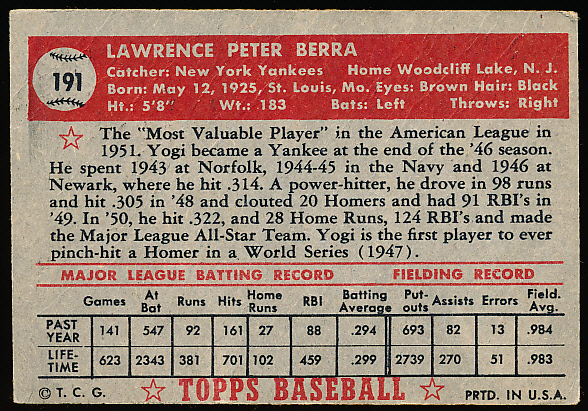 191
LAWRENCE PETER BERRA
Catcher: New York Yankees Home Woodcliff Lake, N. J.
Born: May 12, 1925, St. Louis, Mo. Eyes: Brown Hair: Black
Ht.: 5'8" Wt.: 183 Bats: Left Throws: Right
The "Most Valuable Player" in the American League in
1951. Yogi became a Yankee at the end of the '46 season.
He spent 1943 at Norfolk, 1944-45 in the Navy and 1946 at
Newark, where he hit .314. A power-hitter, he drove in 98 runs
and hit .305 in '48 and clouted 20 Homers and had 91 RBI's in
'49. In '50, he hit .322, and 28 Home Runs, 124 RBI's and made
the Major League All-Star Team. Yogi is the first player to ever
pinch-hit a Homer in a World Series (1947).
MAJOR LEAGUE BATTING RECORD FIELDING RECORD
Games At Bat Runs Hits Home Runs RBI Batting Average Put-outs Assists Errors Field. Avg.
PAST YEAR 141 547 92 161 27 88 .294 693 82 13 .984
LIFE-TIME 623 2343 381 701 102 459 .299 2739 270 51 .983
© T. C. G. TOPPS BASEBALL PRTD. IN U.S.A.